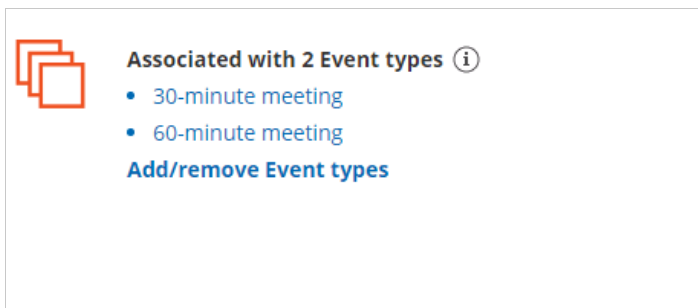 Associated with 2 Event types
• 30-minute meeting
• 60-minute meeting
Add/remove Event types